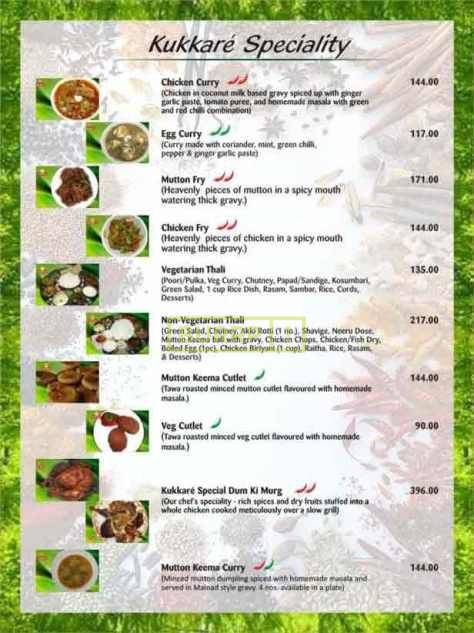 Kukkaré Speciality
Chicken Curry 144.00
(Chicken in coconut milk based gravy spiced up with ginger
garlic paste, tomato puree, and homemade masala with green
and red chilli combination)
Egg Curry 117.00
(Curry made with coriander, mint, green chilli,
pepper & ginger garlic paste)
Mutton Fry 171.00
(Heavenly pieces of mutton in a spicy mouth
watering thick gravy.)
Chicken Fry 144.00
(Heavenly pieces of chicken in a spicy mouth
watering thick gravy.)
Vegetarian Thali 135.00
(Poori/Pulka, Veg Curry, Chutney, Papad/Sandige, Kosumbari,
Green Salad, 1 cup Rice Dish, Rasam, Sambar, Rice, Curds,
Desserts)
Non-Vegetarian Thali 217.00
(Green Salad, Chutney, Akki Rotti (1 no.), Shavige, Neeru Dose,
Mutton Keema ball with gravy, Chicken Chops, Chicken/Fish Dry,
Boiled Egg (1pc), Chicken Biriyani (1 cup), Raitha, Rice, Rasam,
& Desserts)
Mutton Keema Cutlet 144.00
(Tawa roasted minced mutton cutlet flavoured with homemade
masala.)
Veg Cutlet 90.00
(Tawa roasted minced veg cutlet flavoured with homemade
masala.)
Kukkaré Special Dum Ki Murg 396.00
(Our chef's speciality - rich spices and dry fruits stuffed into a
whole chicken cooked meticulously over a slow grill)
Mutton Keema Curry 144.00
(Minced mutton dumpling spiced with homemade masala and
served in Malnad style gravy. 4 nos. available in a plate)